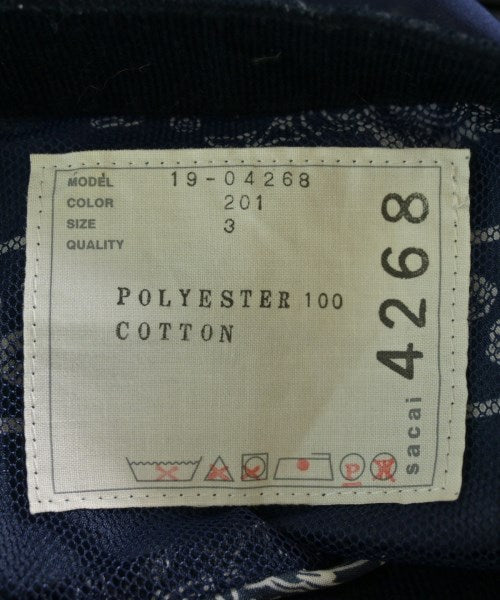 MODEL 19-04268
COLOR 201
SIZE 3
QUALITY
POLYESTER 100
COTTON
P
sacai 4268